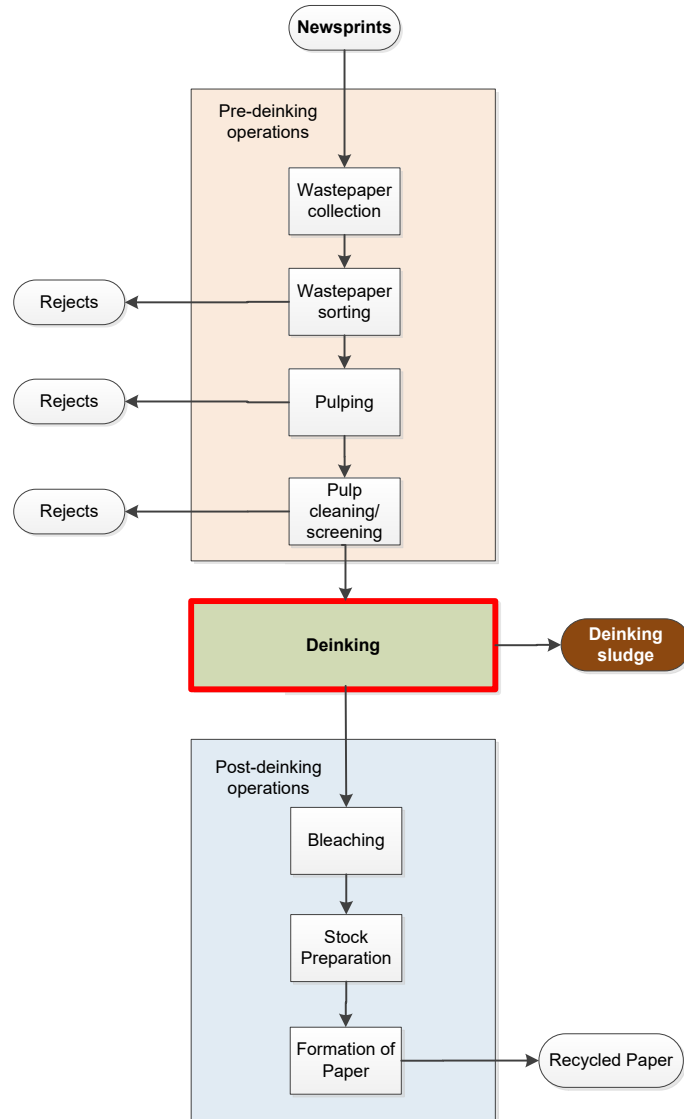 Newsprints
Pre-deinking
operations
Wastepaper
collection
Rejects
Wastepaper
sorting
Rejects
Pulping
Rejects
Pulp
cleaning/
screening
Deinking
Deinking
sludge
Post-deinking
operations
Bleaching
Stock
Preparation
Formation of
Paper
Recycled Paper